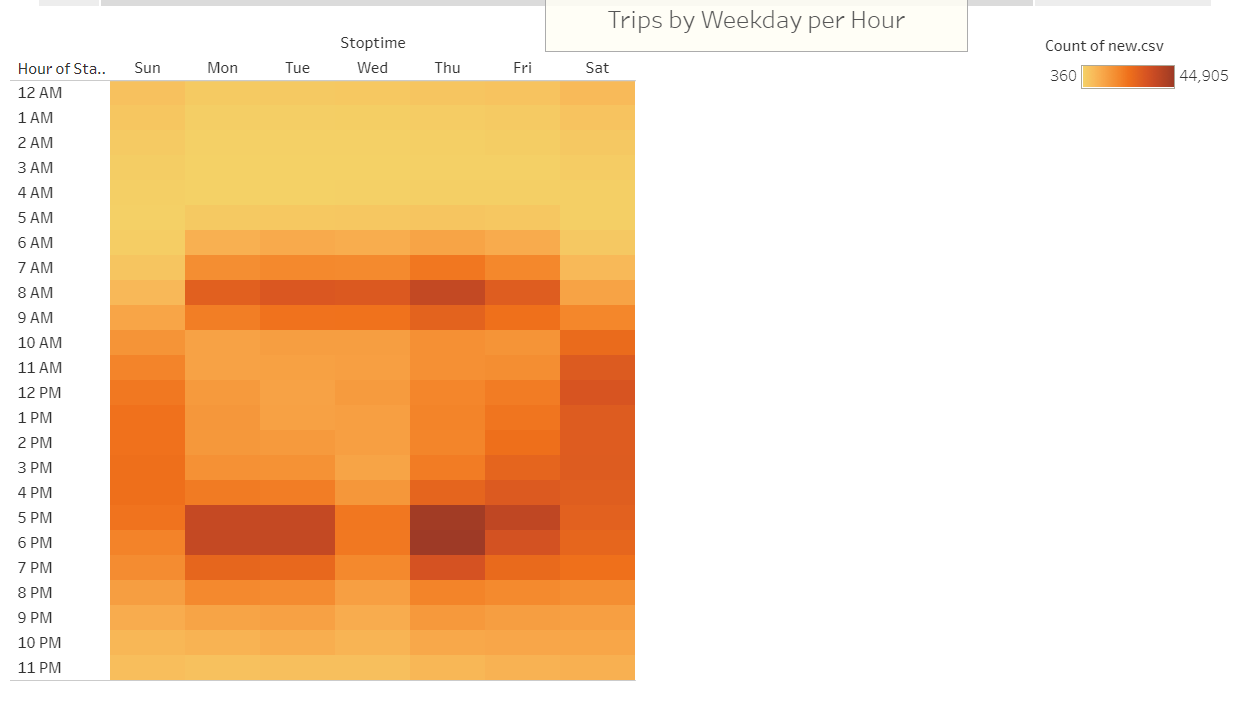 Trips by Weekday per Hour
Stoptime
Hour of Sta.. Sun Mon Tue Wed Thu Fri Sat
12 AM
1 AM
2 AM
3 AM
4 AM
5 AM
6 AM
7 AM
8 AM
9 AM
10 AM
11 AM
12 PM
1 PM
2 PM
3 PM
4 PM
5 PM
6 PM
7 PM
8 PM
9 PM
10 PM
11 PM
Count of new.csv
360 44,905